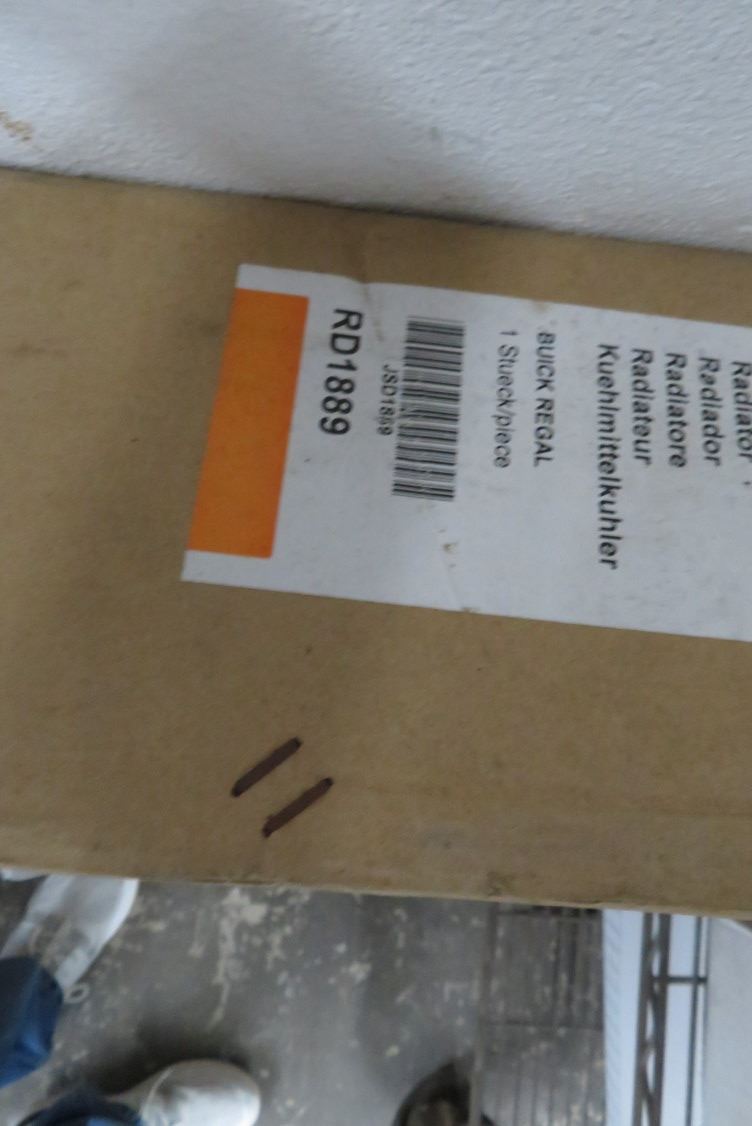 Radiator
Radiador
Radiatore
Radiateur
Kuehlmittelkuhler
BUICK REGAL
1 Stueck/piece
JSD1889
RD1889